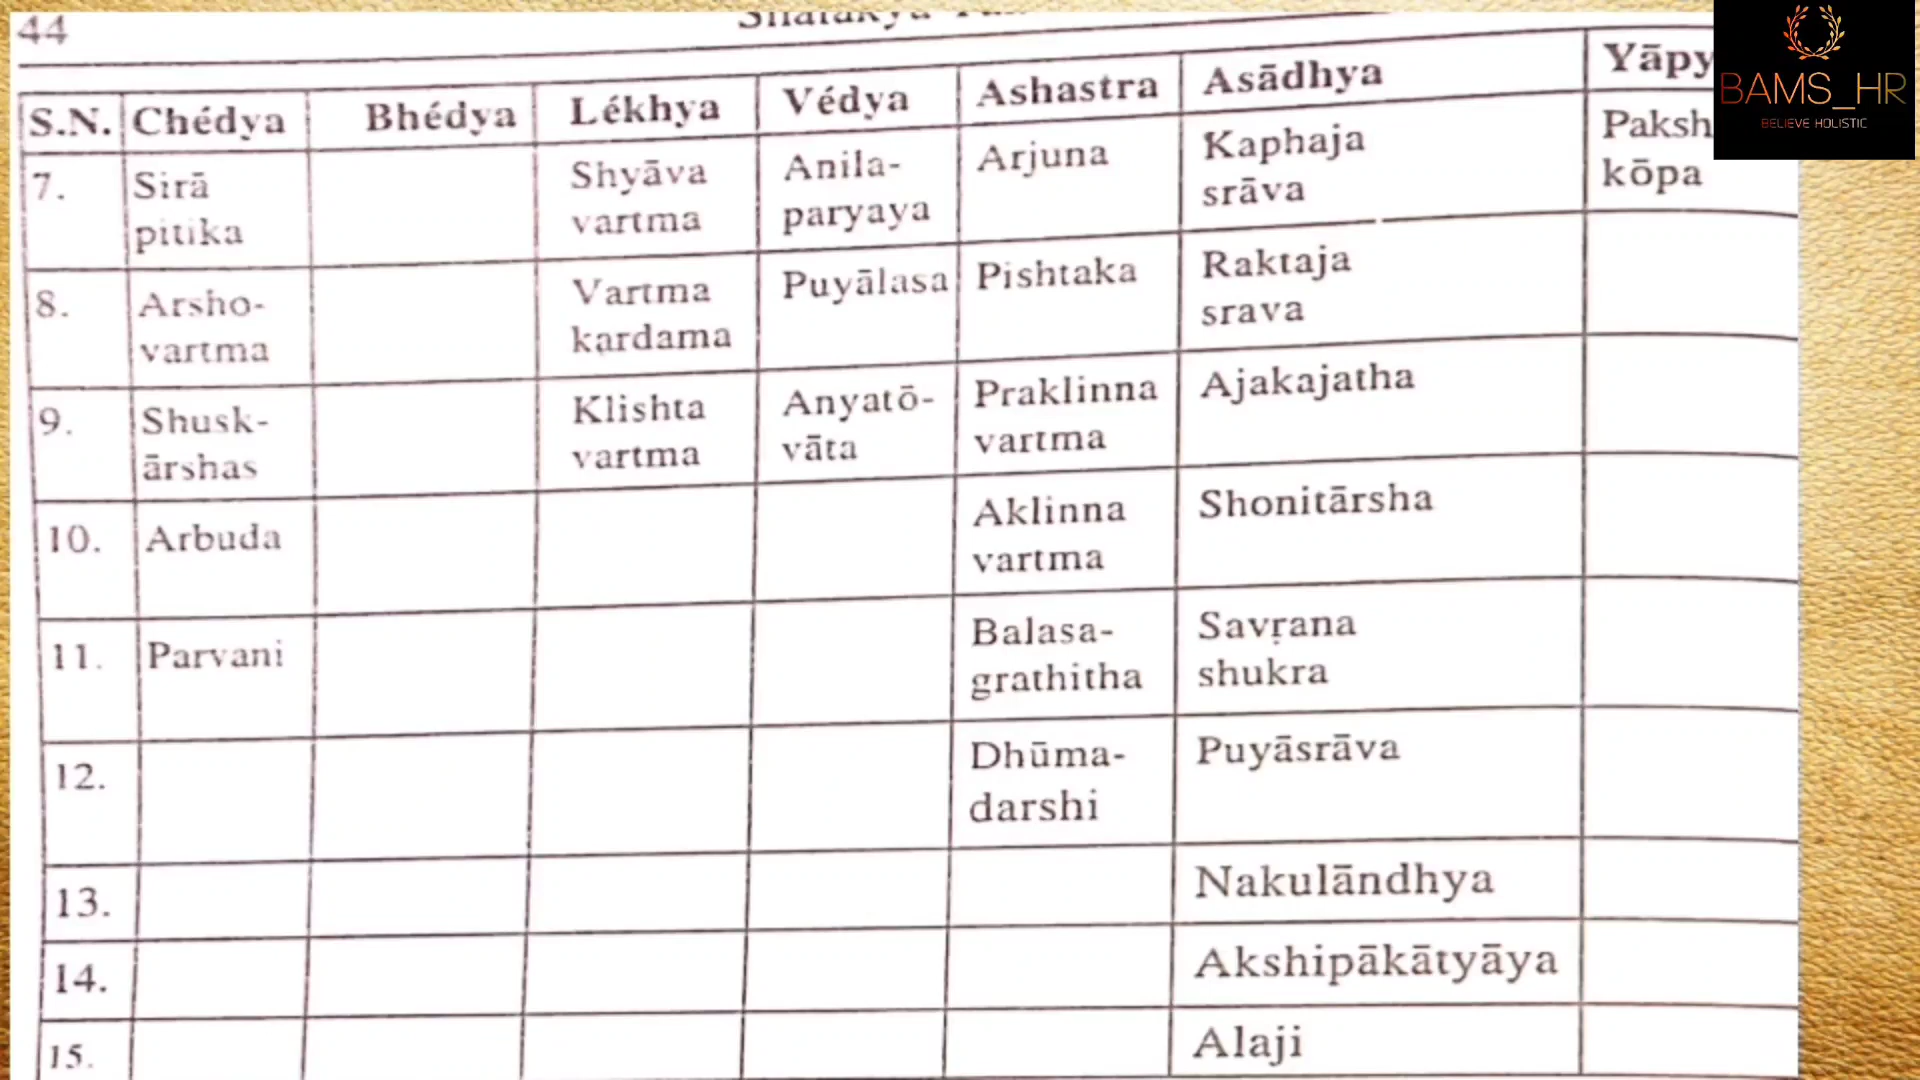 44
S.N. Chédya Bhédya Lékhya Védya Ashastra Asādhya
BAMS_HR
BELIEVE HOLISTIC
7. Sirā Shyāva Anila- Arjuna Kaphaja
pitika vartma paryaya srāva kōpa
8. Arsho- Vartma Puyālasa Pishtaka Raktaja
vartma kardama srava
9. Shusk- Klishta Anyatō- Praklinna Ajakajatha
ārshas vartma vāta vartma
10. Arbuda Aklinna Shonitārsha
vartma
11. Parvani Balasa- Savṛana
grathitha shukra
12. Dhūma- Puyāsrāva
darshi
13. Nakulāndhya
14. Akshipākātyāya
15. Alaji